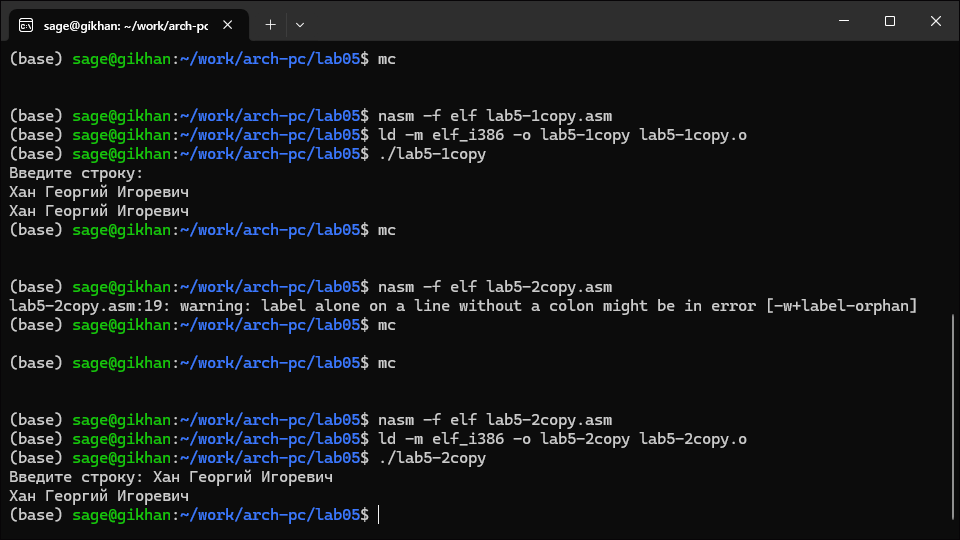 sage@gikhan: ~/work/arch-pc
(base) sage@gikhan:~/work/arch-pc/lab05$ mc
(base) sage@gikhan:~/work/arch-pc/lab05$ nasm -f elf lab5-1copy.asm
(base) sage@gikhan:~/work/arch-pc/lab05$ ld -m elf_i386 -o lab5-1copy lab5-1copy.o
(base) sage@gikhan:~/work/arch-pc/lab05$ ./lab5-1copy
Введите строку:
Хан Георгий Игоревич
Хан Георгий Игоревич
(base) sage@gikhan:~/work/arch-pc/lab05$ mc
(base) sage@gikhan:~/work/arch-pc/lab05$ nasm -f elf lab5-2copy.asm
lab5-2copy.asm:19: warning: label alone on a line without a colon might be in error [-w+label-orphan]
(base) sage@gikhan:~/work/arch-pc/lab05$ mc
(base) sage@gikhan:~/work/arch-pc/lab05$ mc
(base) sage@gikhan:~/work/arch-pc/lab05$ nasm -f elf lab5-2copy.asm
(base) sage@gikhan:~/work/arch-pc/lab05$ ld -m elf_i386 -o lab5-2copy lab5-2copy.o
(base) sage@gikhan:~/work/arch-pc/lab05$ ./lab5-2copy
Введите строку: Хан Георгий Игоревич
Хан Георгий Игоревич
(base) sage@gikhan:~/work/arch-pc/lab05$